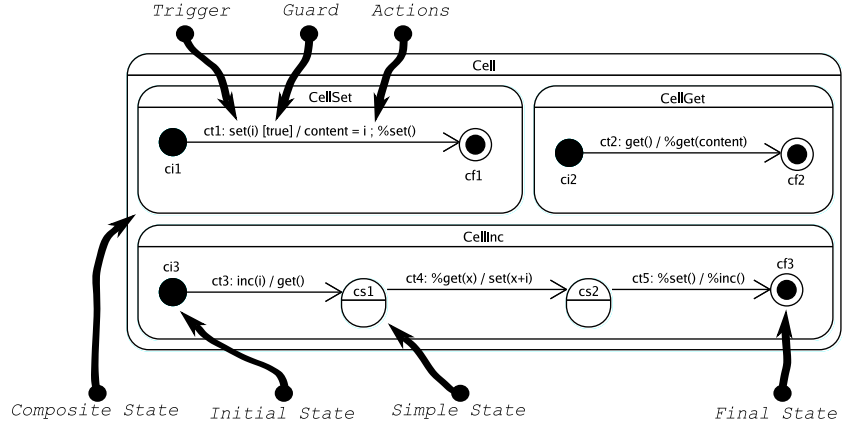 Trigger Guard Actions
Cell
CellSet
CellGet
ct1: set(i) [true] / content = i ; %set()
ci1
cf1
ct2: get() / %get(content)
ci2
cf2
CellInc
ci3
ct3: inc(i) / get()
cs1
ct4: %get(x) / set(x+i)
cs2
ct5: %set() / %inc()
cf3
Composite State Initial State Simple State Final State